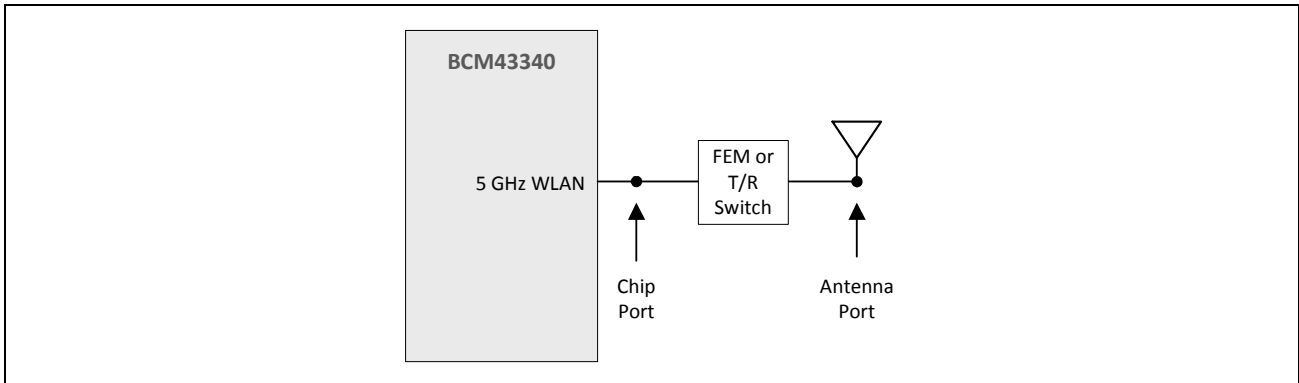 BCM43340
5 GHz WLAN
FEM or
T/R
Switch
Chip
Port
Antenna
Port